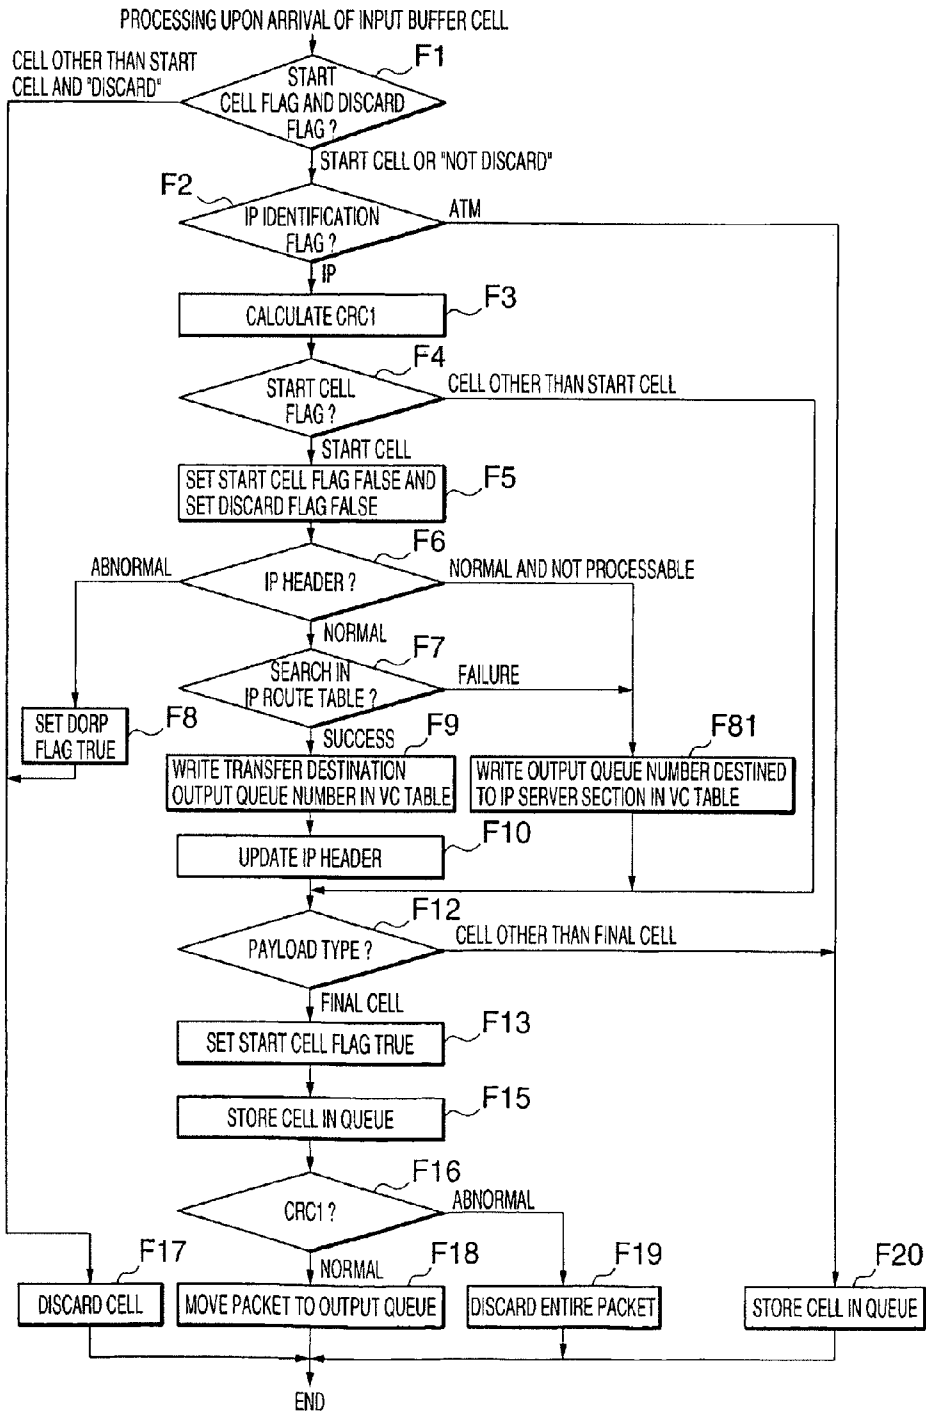 PROCESSING UPON ARRIVAL OF INPUT BUFFER CELL
CELL OTHER THAN START
CELL AND "DISCARD"
F1
START
CELL FLAG AND DISCARD
FLAG ?
START CELL OR "NOT DISCARD"
F2
IP IDENTIFICATION
FLAG ?
ATM
IP
F3
CALCULATE CRC1
F4
START CELL
FLAG ?
CELL OTHER THAN START CELL
START CELL
F5
SET START CELL FLAG FALSE AND
SET DISCARD FLAG FALSE
F6
ABNORMAL
IP HEADER ?
NORMAL AND NOT PROCESSABLE
NORMAL
F7
SEARCH IN
IP ROUTE TABLE ?
FAILURE
F8
SET DORP
FLAG TRUE
SUCCESS
F9
WRITE TRANSFER DESTINATION
OUTPUT QUEUE NUMBER IN VC TABLE
F81
WRITE OUTPUT QUEUE NUMBER DESTINED
TO IP SERVER SECTION IN VC TABLE
F10
UPDATE IP HEADER
F12
PAYLOAD TYPE ?
CELL OTHER THAN FINAL CELL
FINAL CELL
F13
SET START CELL FLAG TRUE
F15
STORE CELL IN QUEUE
F16
CRC1 ?
ABNORMAL
NORMAL
F17
DISCARD CELL
F18
MOVE PACKET TO OUTPUT QUEUE
F19
DISCARD ENTIRE PACKET
F20
STORE CELL IN QUEUE
END